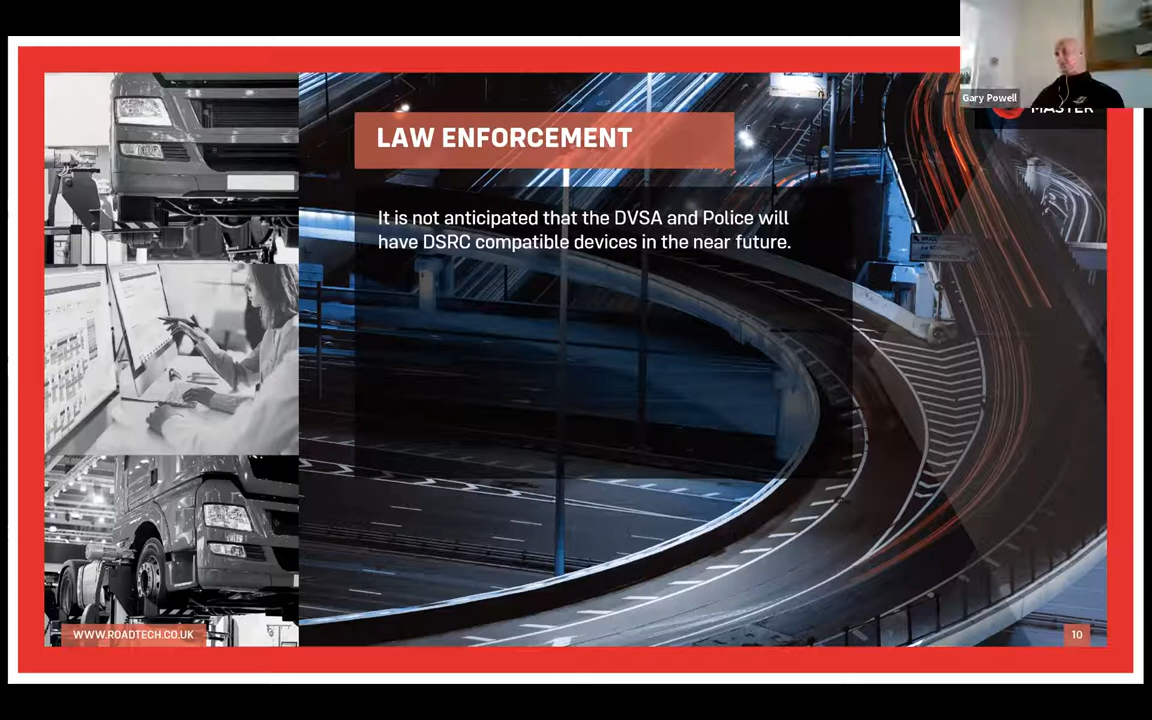 Gary Powell
MASTER
LAW ENFORCEMENT
It is not anticipated that the DVSA and Police will
have DSRC compatible devices in the near future.
WWW.ROADTECH.CO.UK
10